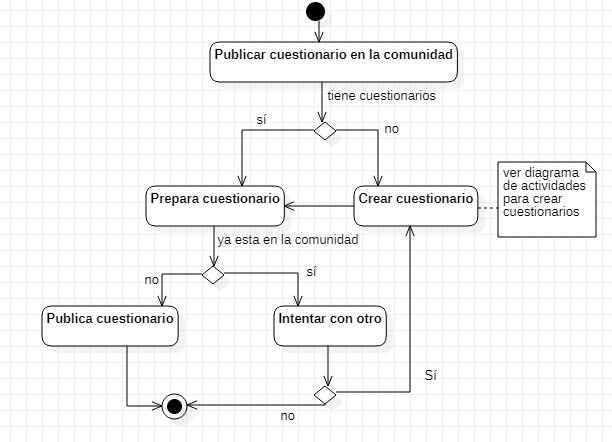 Publicar cuestionario en la comunidad
tiene cuestionarios
sí
no
Prepara cuestionario
Crear cuestionario
ver diagrama
de actividades
para crear
cuestionarios
ya esta en la comunidad
no
sí
Publica cuestionario
Intentar con otro
Sí
no